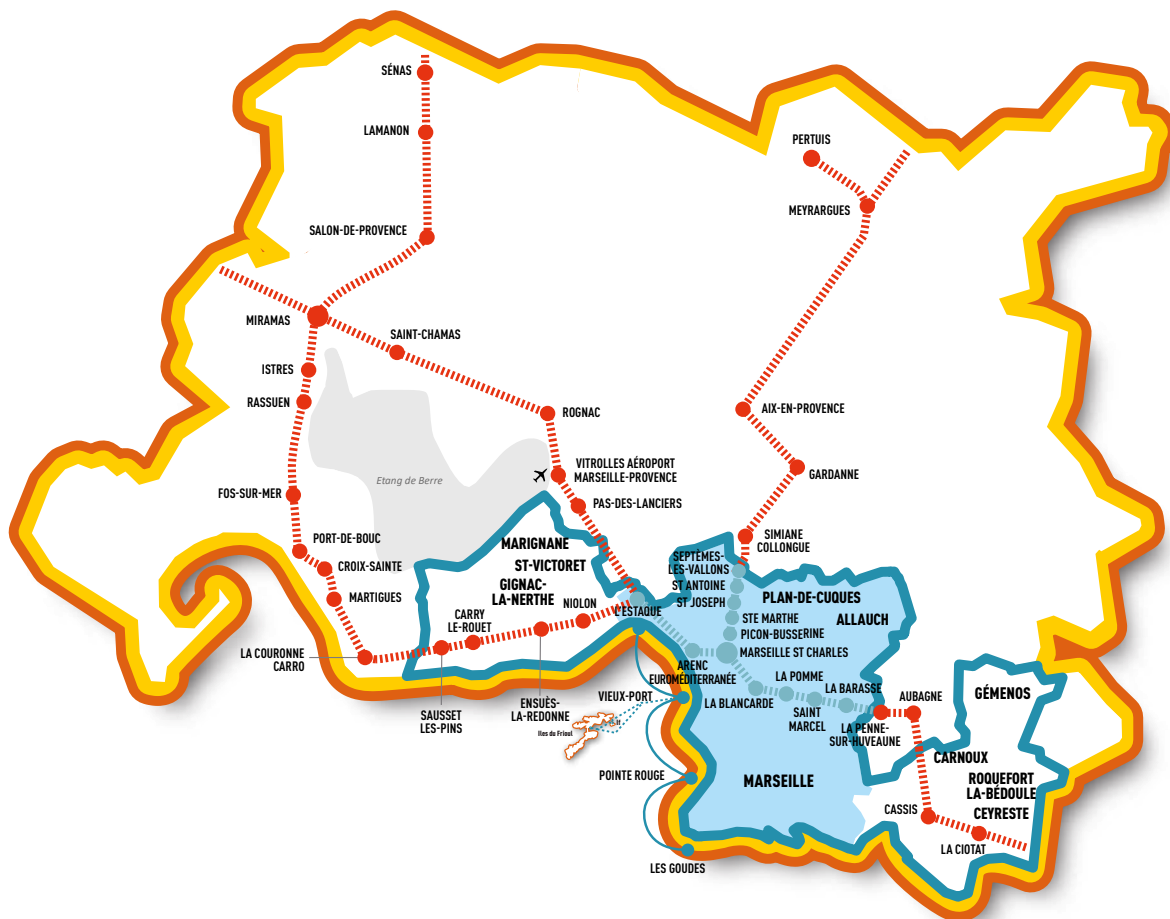 SÉNAS
LAMANON
PERTUIS
MEYRARGUES
SALON-DE-PROVENCE
MIRAMAS
SAINT-CHAMAS
ISTRES
RASSUEN
ROGNAC
AIX-EN-PROVENCE
VITROLLES AÉROPORT
MARSEILLE-PROVENCE
GARDANNE
Etang de Berre
FOS-SUR-MER
PAS-DES-LANCIERS
PORT-DE-BOUC
SIMIANE
COLLONGUE
MARIGNANE
ST-VICTORET
GIGNAC-
LA-NERTHE
SEPTÈMES-
LES-VALLONS
CROIX-SAINTE
MARTIGUES
ST ANTOINE
PLAN-DE-CUQUES
ST JOSEPH
NIOLON
L'ESTAQUE
CARRY
LE-ROUET
STE MARTHE
ALLAUCH
PICON-BUSSERINE
LA COURONNE
CARRO
MARSEILLE ST CHARLES
ARENC
EUROMÉDITERRANÉE
LA POMME
LA BARASSE
AUBAGNE
GÉMENOS
VIEUX-PORT
LA BLANCARDE
SAINT
MARCEL
SAUSSET
LES-PINS
ENSUÈS-
LA-REDONNE
Iles du Frioul
LA PENNE-
SUR-HUVEAUNE
CARNOUX
POINTE ROUGE
MARSEILLE
ROQUEFORT
LA-BÉDOULE
CASSIS
CEYRESTE
LA CIOTAT
LES GOUDES